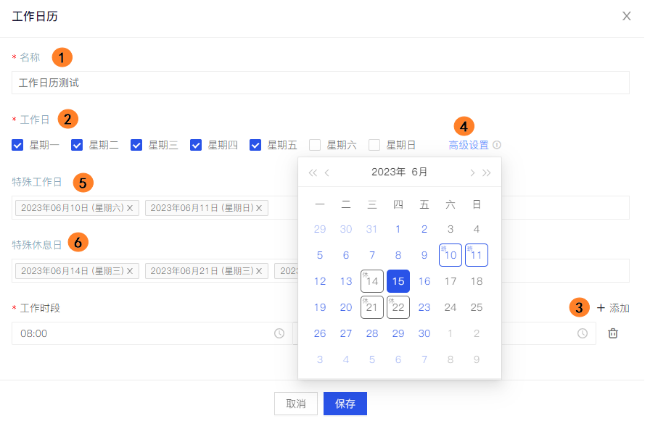 工作日历
* 名称 1
工作日历测试
* 工作日 2 4
星期一 星期二 星期三 星期四 星期五 星期六 星期日 高级设置
特殊工作日 5
2023年06月10日 (星期六) 2023年06月11日 (星期日)
特殊休息日 6
2023年06月14日 (星期三) 2023年06月21日 (星期三) 202
* 工作时段 3 添加
08:00
2023年 6月
一 二 三 四 五 六 日
29 30 31 1 2 3 4
5 6 7 8 9 10 11
12 13 14 15 16 17 18
19 20 21 22 23 24 25
26 27 28 29 30 1 2
3 4 5 6 7 8 9
取消 保存